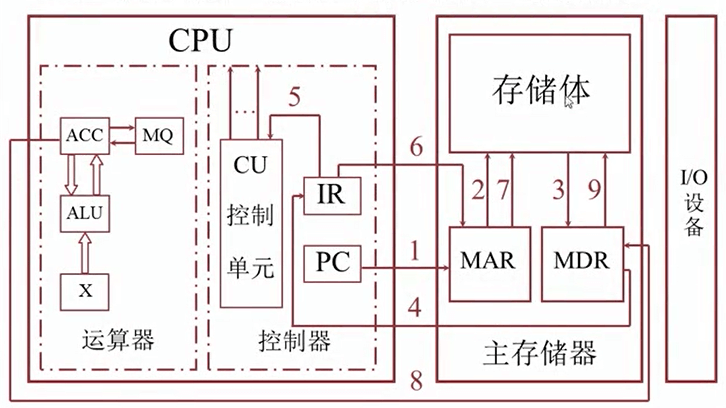 CPU
ACC
MQ
ALU
X
运算器
…
5
CU
控制
单元
IR
PC
控制器
6
1
4
8
存储体
2
7
3
9
MAR
MDR
主存储器
I/O
设
备